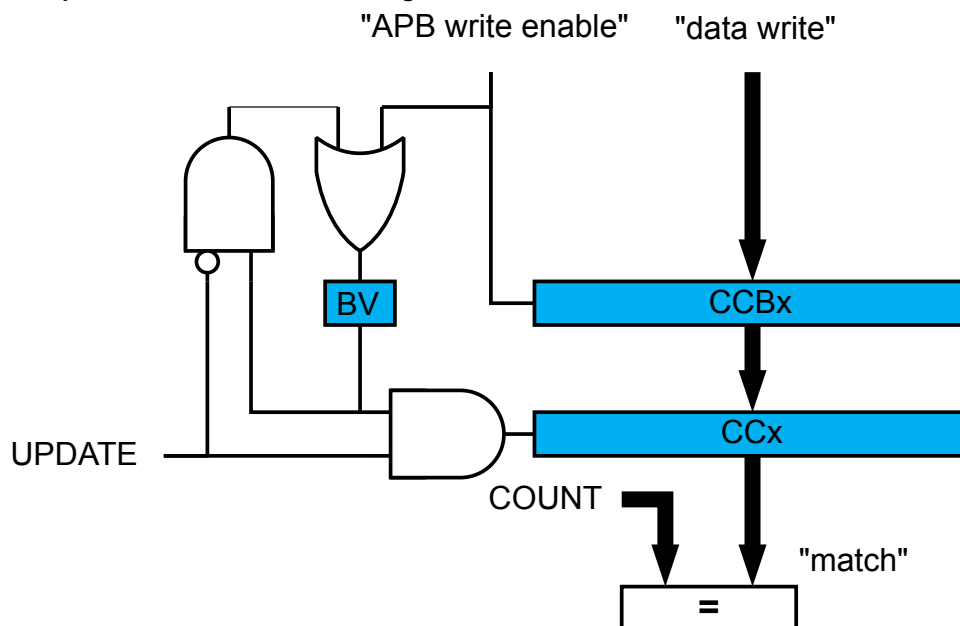 "APB write enable" "data write"
BV
CCBx
CCx
UPDATE
COUNT
"match"
=